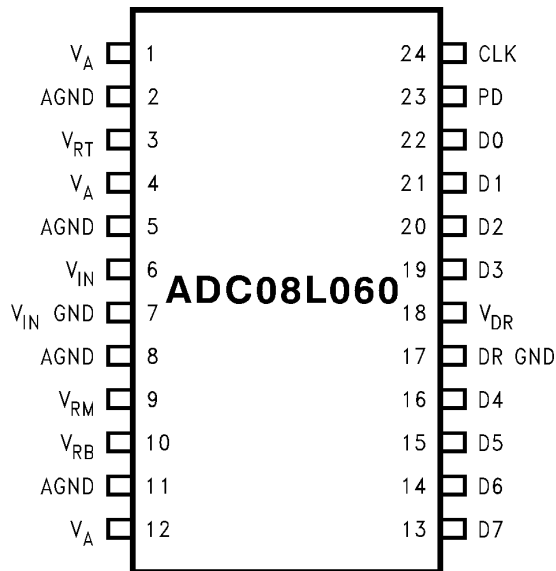 V_A 1 24 CLK
AGND 2 23 PD
V_RT 3 22 D0
V_A 4 21 D1
AGND 5 20 D2
V_IN 6 19 D3
ADC08L060
V_IN GND 7 18 V_DR
AGND 8 17 DR GND
V_RM 9 16 D4
V_RB 10 15 D5
AGND 11 14 D6
V_A 12 13 D7